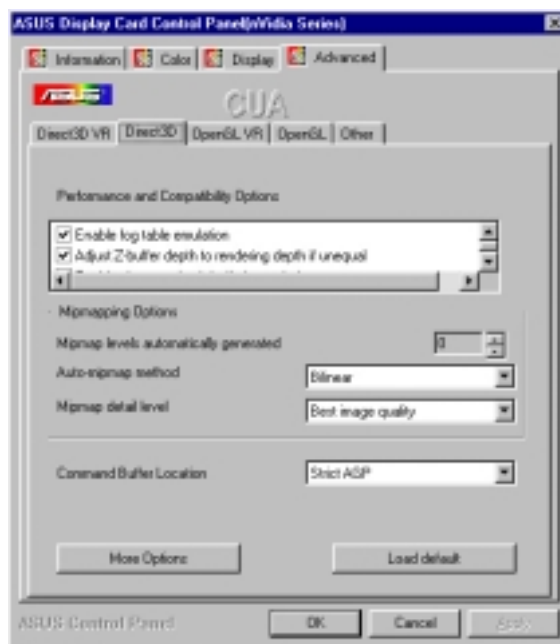 ASUS Display Card Control Panel(nVidia Series)
Information Color Display Advanced
ASUS
CUA
Direct3D VR Direct3D OpenGL VR OpenGL Other
Performance and Compatibility Options
Enable fog table emulation
Adjust Z-buffer depth to rendering depth if unequal
Mipmapping Options
Mipmap levels automatically generated 0
Auto-mipmap method Bilinear
Mipmap detail level Best image quality
Command Buffer Location Strict AGP
More Options Load default
ASUS Control Panel OK Cancel Apply